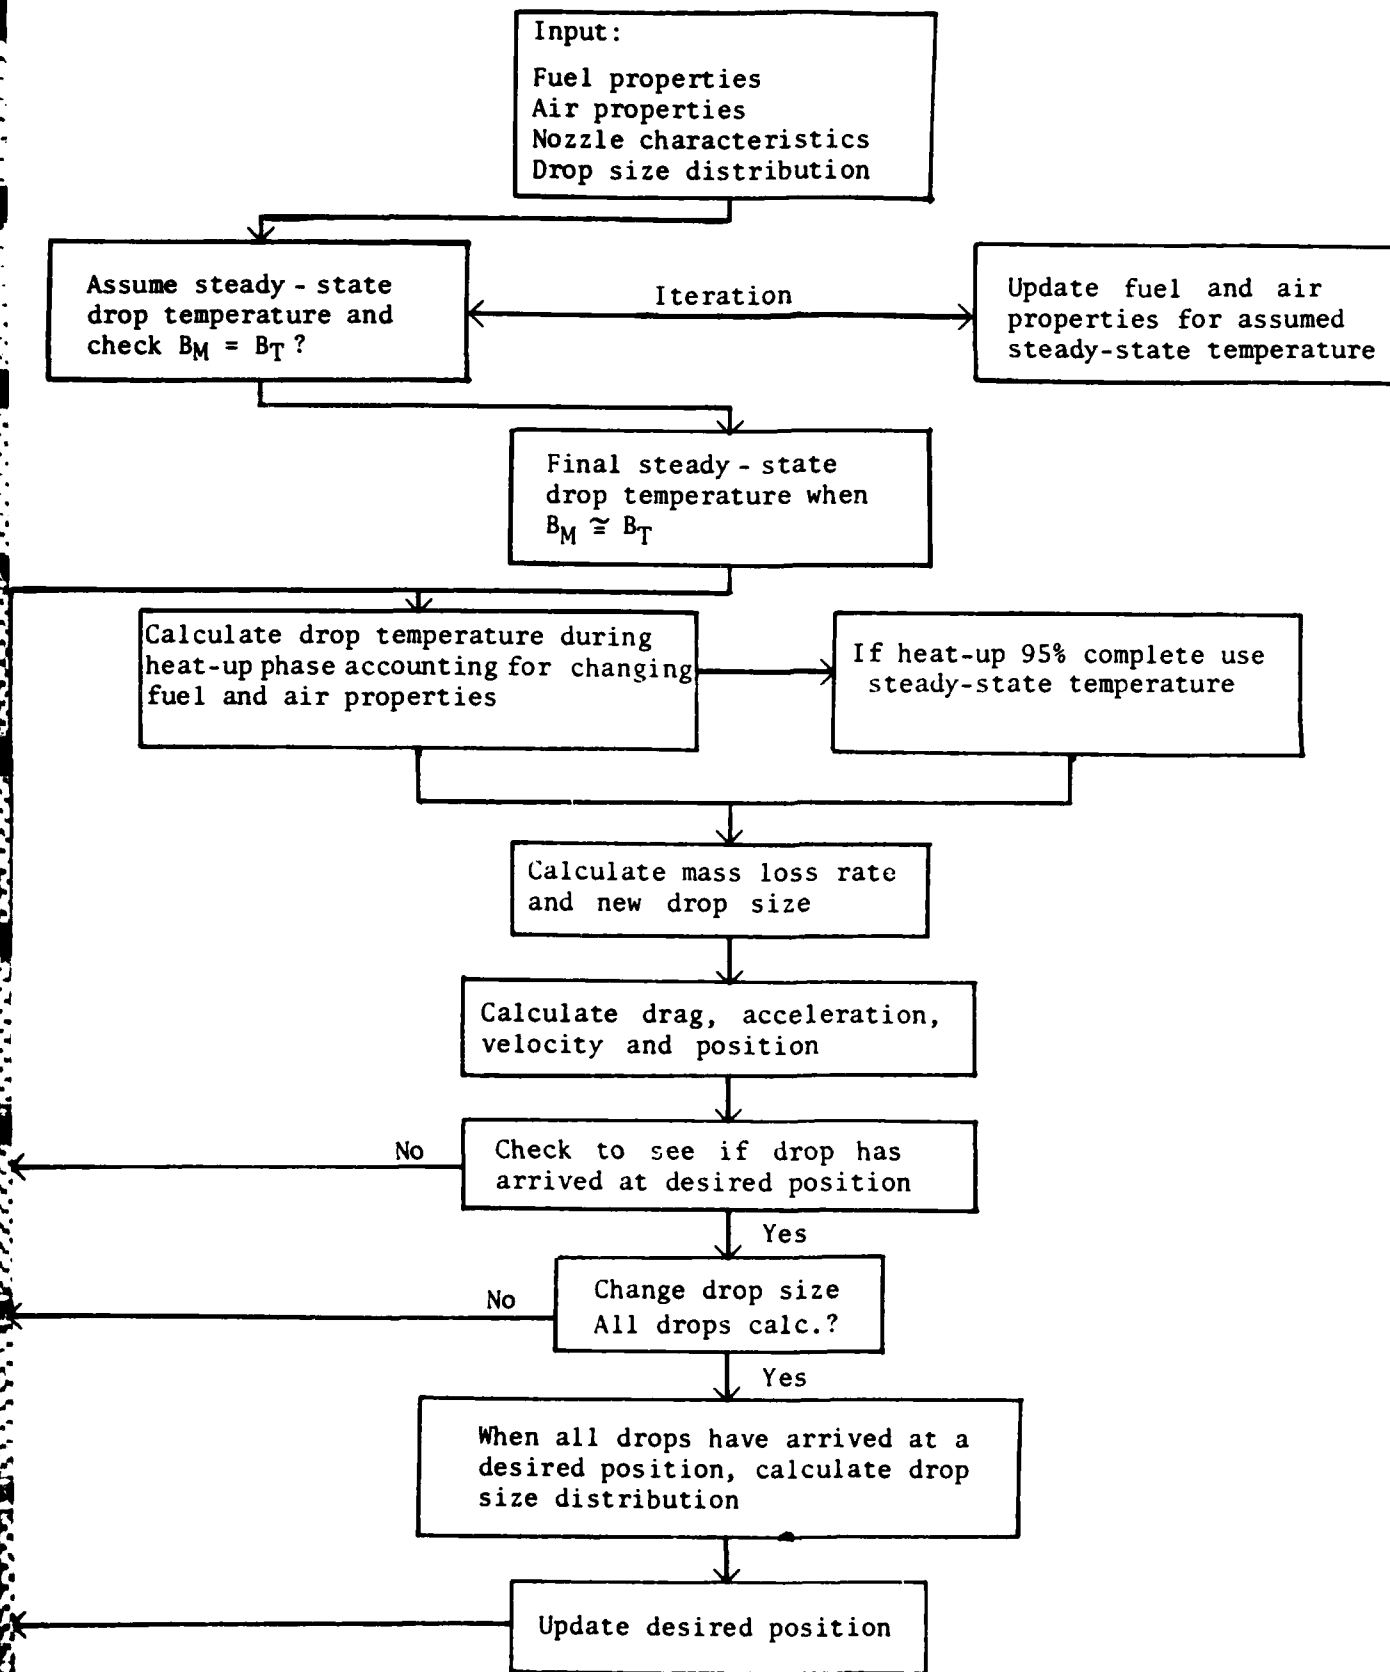 Input:
Fuel properties
Air properties
Nozzle characteristics
Drop size distribution
Assume steady-state
drop temperature and
check BM = BT?
Iteration
Update fuel and air
properties for assumed
steady-state temperature
Final steady-state
drop temperature when
BM ≅ BT
Calculate drop temperature during
heat-up phase accounting for changing
fuel and air properties
If heat-up 95% complete use
steady-state temperature
Calculate mass loss rate
and new drop size
Calculate drag, acceleration,
velocity and position
Check to see if drop has
arrived at desired position
No
Yes
Change drop size
All drops calc.?
No
Yes
When all drops have arrived at a
desired position, calculate drop
size distribution
Update desired position